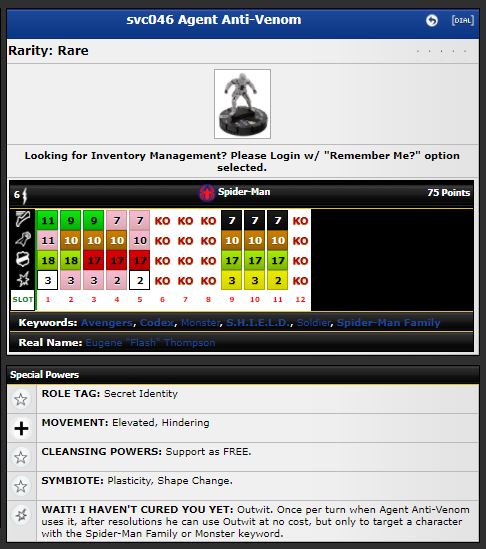 svc046 Agent Anti-Venom
[DIAL]
Rarity: Rare
Looking for Inventory Management? Please Login w/ "Remember Me?" option
selected.
6 Spider-Man 75 Points
11 9 9 7 7 KO KO KO 7 7 7 KO
11 10 10 10 10 KO KO KO 10 10 10 KO
18 18 17 17 17 KO KO KO 17 17 17 KO
3 3 3 2 2 KO KO KO 3 3 2 KO
SLOT 1 2 3 4 5 6 7 8 9 10 11 12
Keywords: Avengers, Codex, Monster, S.H.I.E.L.D., Soldier, Spider-Man Family
Real Name: Eugene "Flash" Thompson
Special Powers
ROLE TAG: Secret Identity
MOVEMENT: Elevated, Hindering
CLEANSING POWERS: Support as FREE.
SYMBIOTE: Plasticity, Shape Change.
WAIT! I HAVEN'T CURED YOU YET: Outwit. Once per turn when Agent Anti-Venom
uses it, after resolutions he can use Outwit at no cost, but only to target a character
with the Spider-Man Family or Monster keyword.